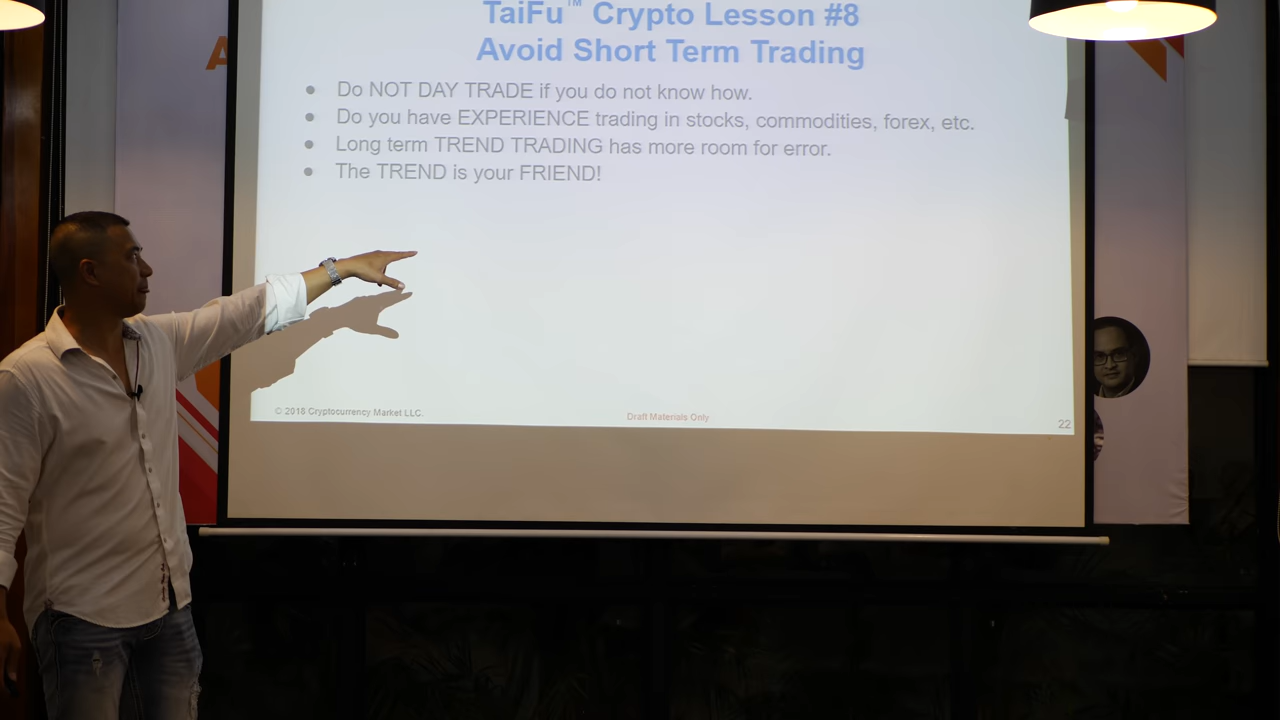 TaiFu™ Crypto Lesson #8
Avoid Short Term Trading
● Do NOT DAY TRADE if you do not know how.
● Do you have EXPERIENCE trading in stocks, commodities, forex, etc.
● Long term TREND TRADING has more room for error.
● The TREND is your FRIEND!
© 2018 Cryptocurrency Market LLC.
Draft Materials Only
22